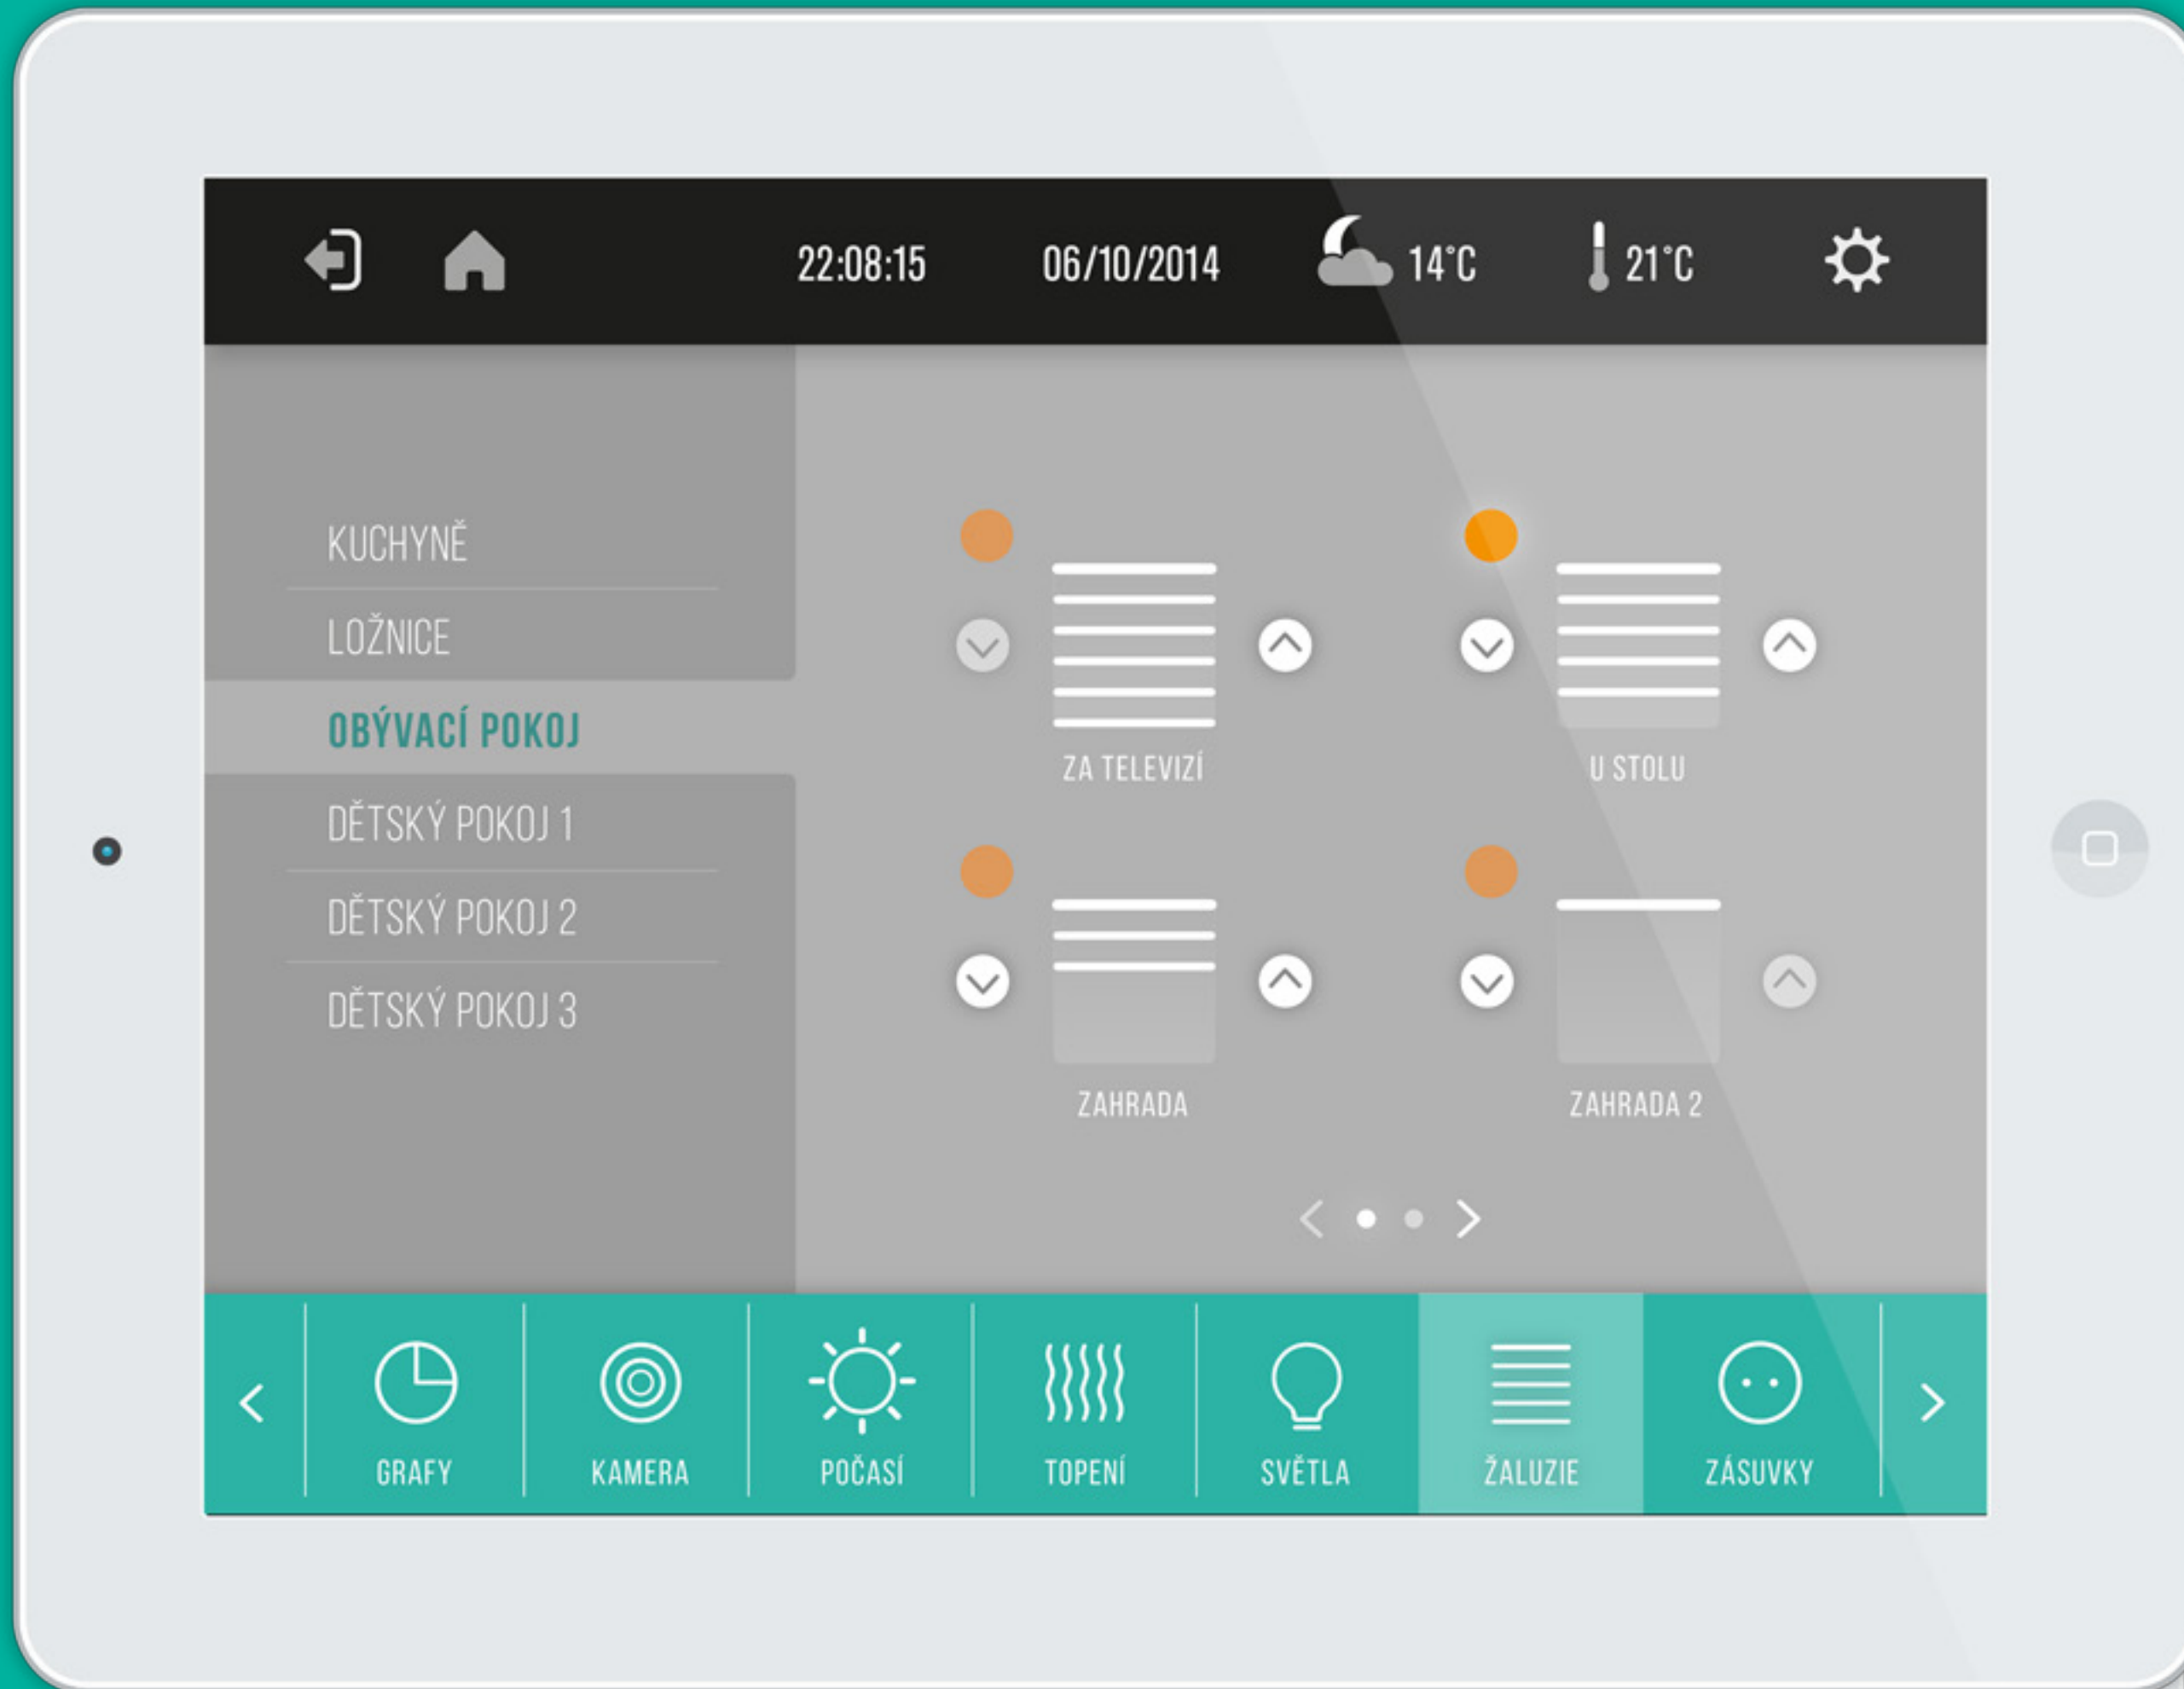 22:08:15
06/10/2014
14°C
21°C
KUCHYNĚ
LOŽNICE
OBÝVACÍ POKOJ
DĚTSKÝ POKOJ 1
DĚTSKÝ POKOJ 2
DĚTSKÝ POKOJ 3
ZA TELEVIZÍ
U STOLU
ZAHRADA
ZAHRADA 2
GRAFY
KAMERA
POČASÍ
TOPENÍ
SVĚTLA
ŽALUZIE
ZÁSUVKY